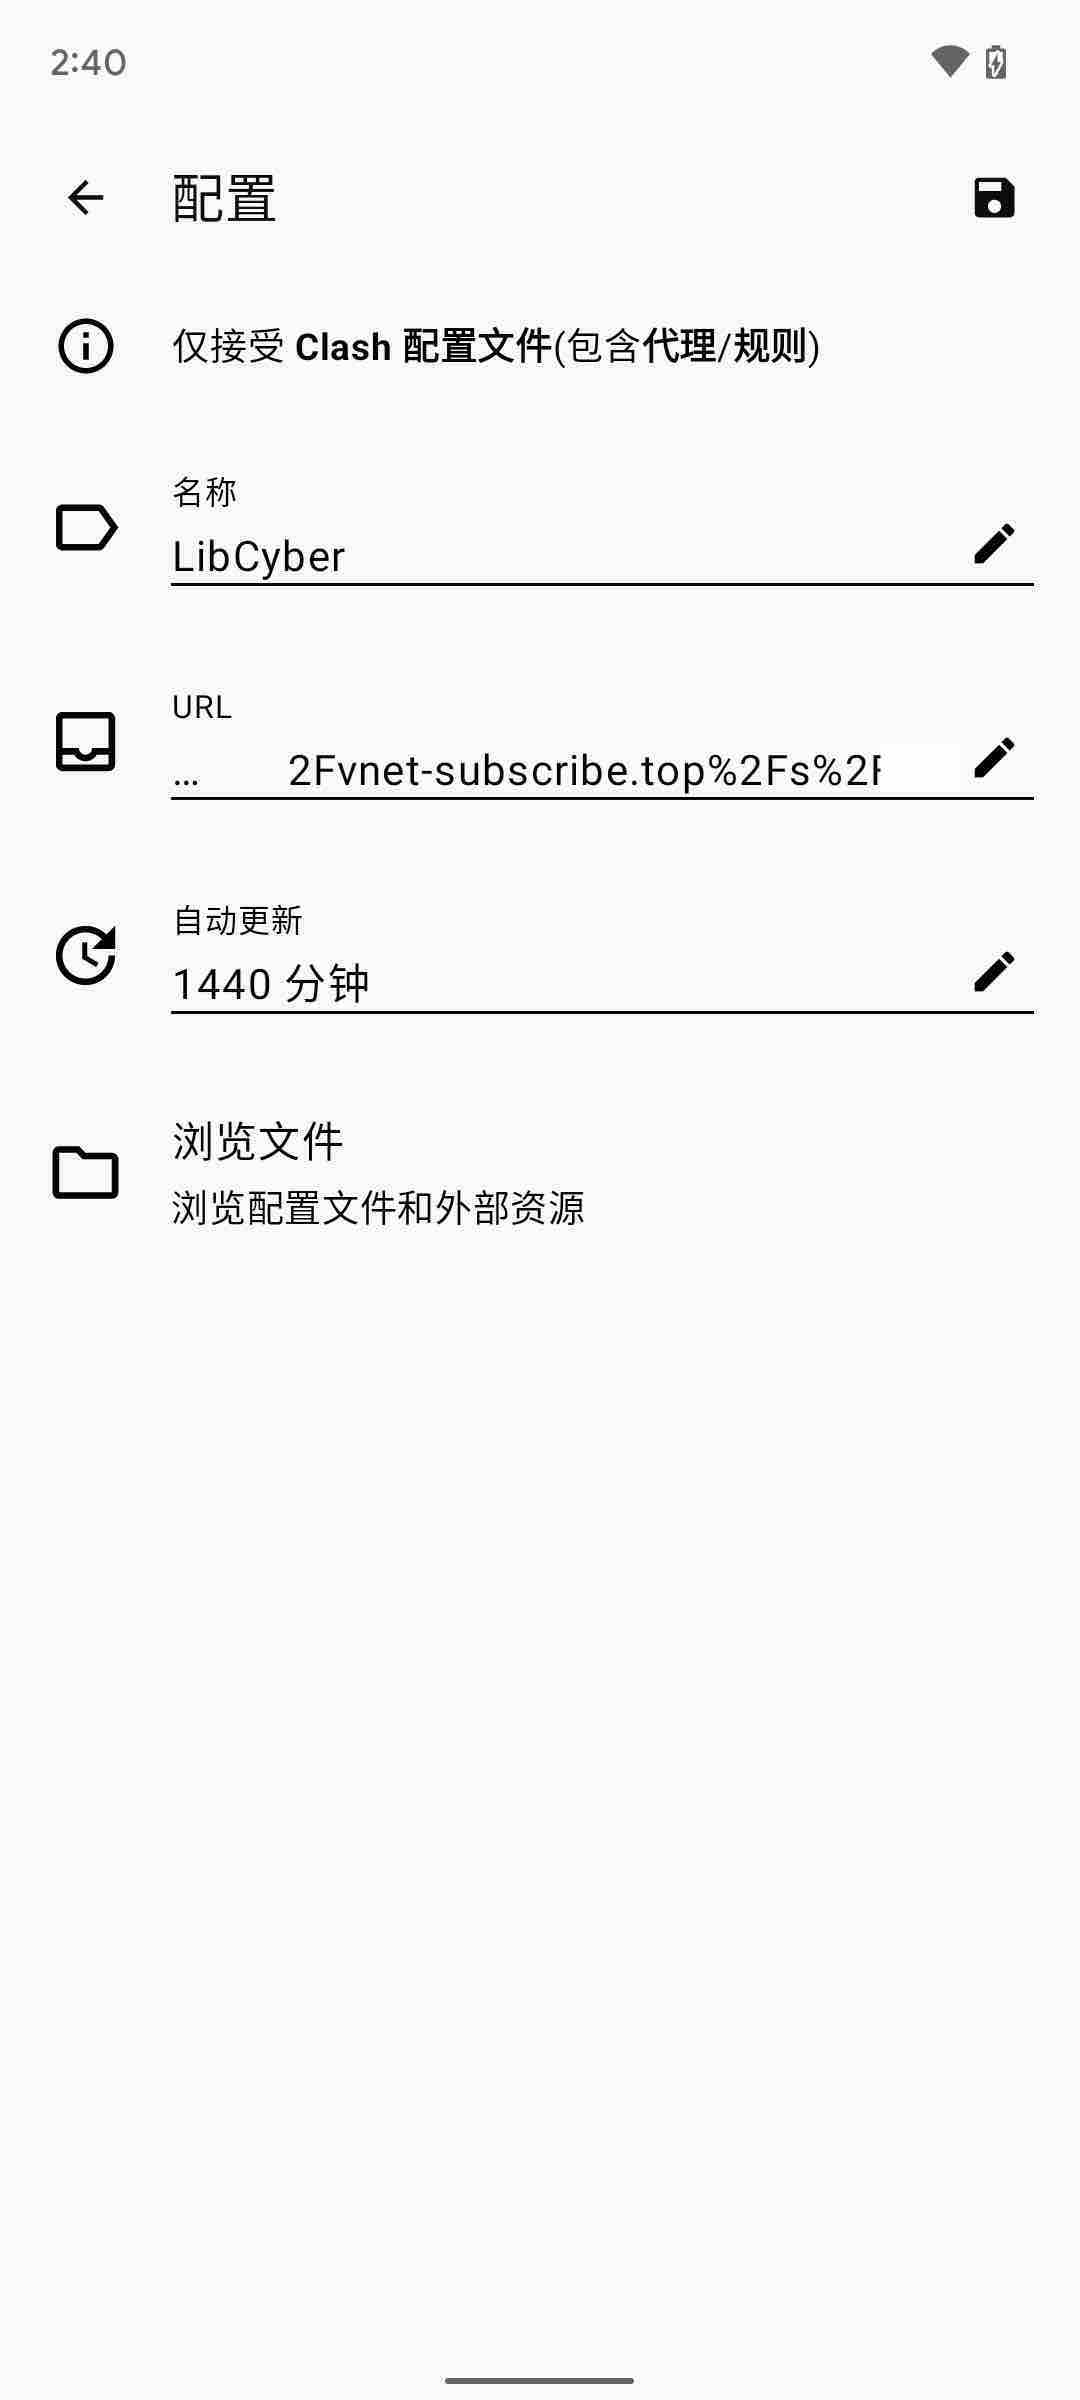 2:40
配置
仅接受 Clash 配置文件(包含代理/规则)
名称
LibCyber
URL
... 2Fvnet-subscribe.top%2Fs%2F
自动更新
1440 分钟
浏览文件
浏览配置文件和外部资源